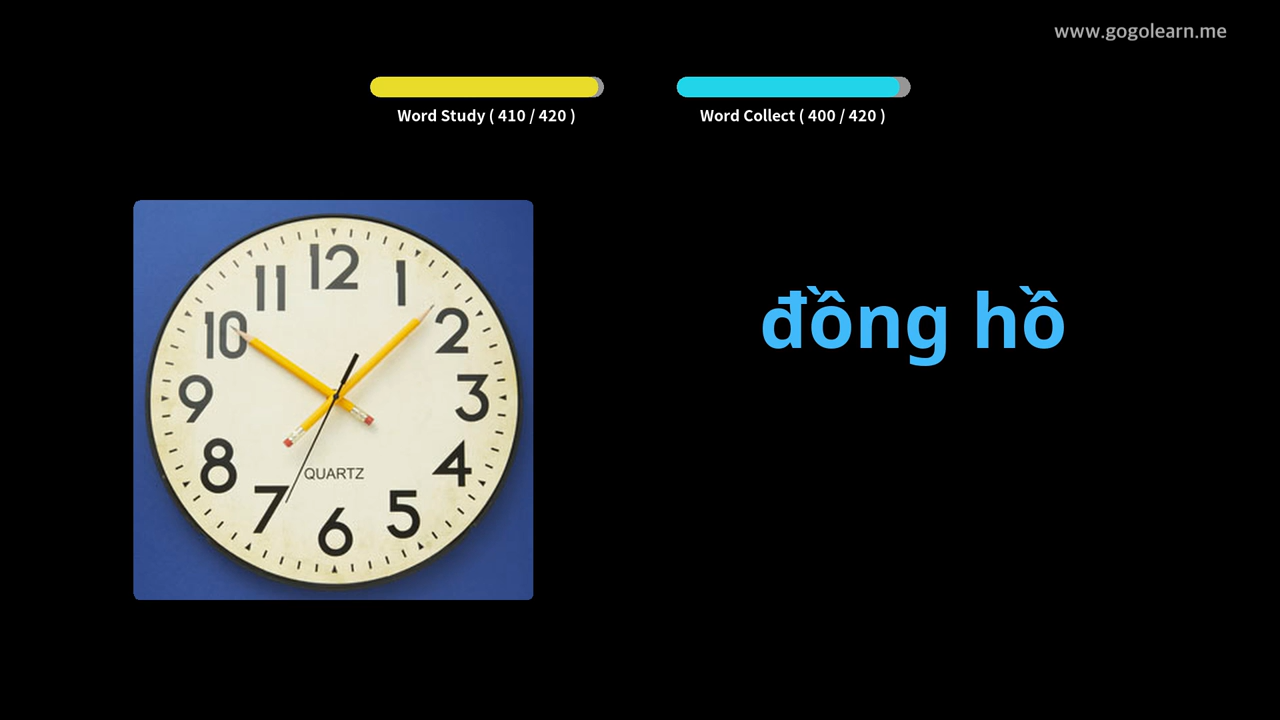 www.gogolearn.me
Word Study ( 410 / 420 )
Word Collect ( 400 / 420 )
12
11
1
10
2
9
3
8
4
7
5
6
QUARTZ
đồng hồ